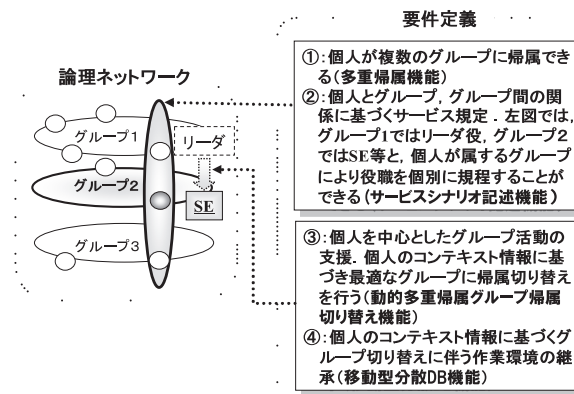 要件定義
論理ネットワーク
グループ1
リーダ
グループ2
SE
グループ3
①:個人が複数のグループに帰属でき
る(多重帰属機能)
②:個人とグループ,グループ間の関
係に基づくサービス規定.左図では,
グループ1ではリーダ役,グループ2
ではSE等と,個人が属するグループ
により役職を個別に規程することが
できる(サービスシナリオ記述機能)
③:個人を中心としたグループ活動の
支援.個人のコンテキスト情報に基
づき最適なグループに帰属切り替え
を行う(動的多重帰属グループ帰属
切り替え機能)
④:個人のコンテキスト情報に基づくグ
ループ切り替えに伴う作業環境の継
承(移動型分散DB機能)